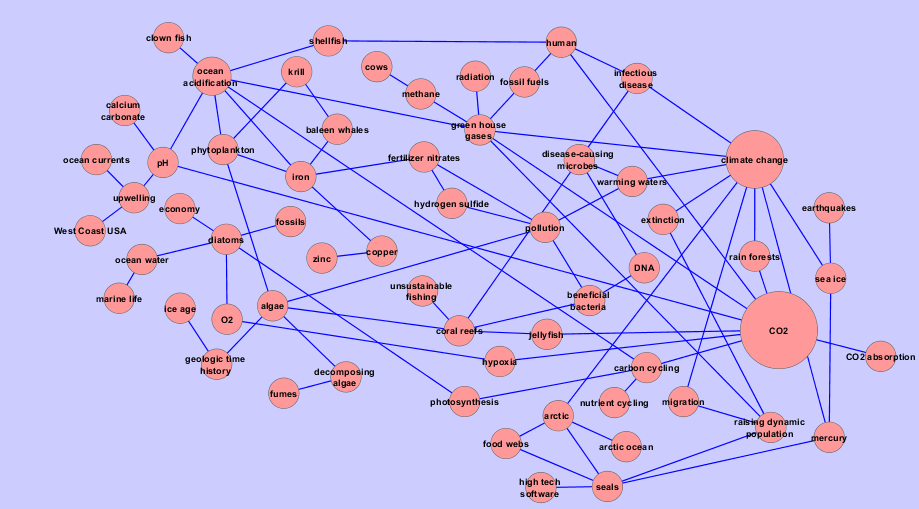 clown fish
shellfish
human
ocean
acidification
krill
cows
radiation
fossil fuels
infectious
disease
methane
calcium
carbonate
green house
gases
baleen whales
phytoplankton
ocean currents
pH
fertilizer nitrates
disease-causing
microbes
climate change
iron
warming waters
upwelling
hydrogen sulfide
economy
earthquakes
fossils
extinction
West Coast USA
diatoms
pollution
zinc
copper
ocean water
rain forests
DNA
sea ice
marine life
unsustainable
fishing
beneficial
bacteria
ice age
algae
O2
coral reefs
jellyfish
CO2
geologic time
history
hypoxia
CO2 absorption
carbon cycling
decomposing
algae
fumes
photosynthesis
nutrient cycling
migration
arctic
raising dynamic
population
mercury
food webs
arctic ocean
high tech
software
seals